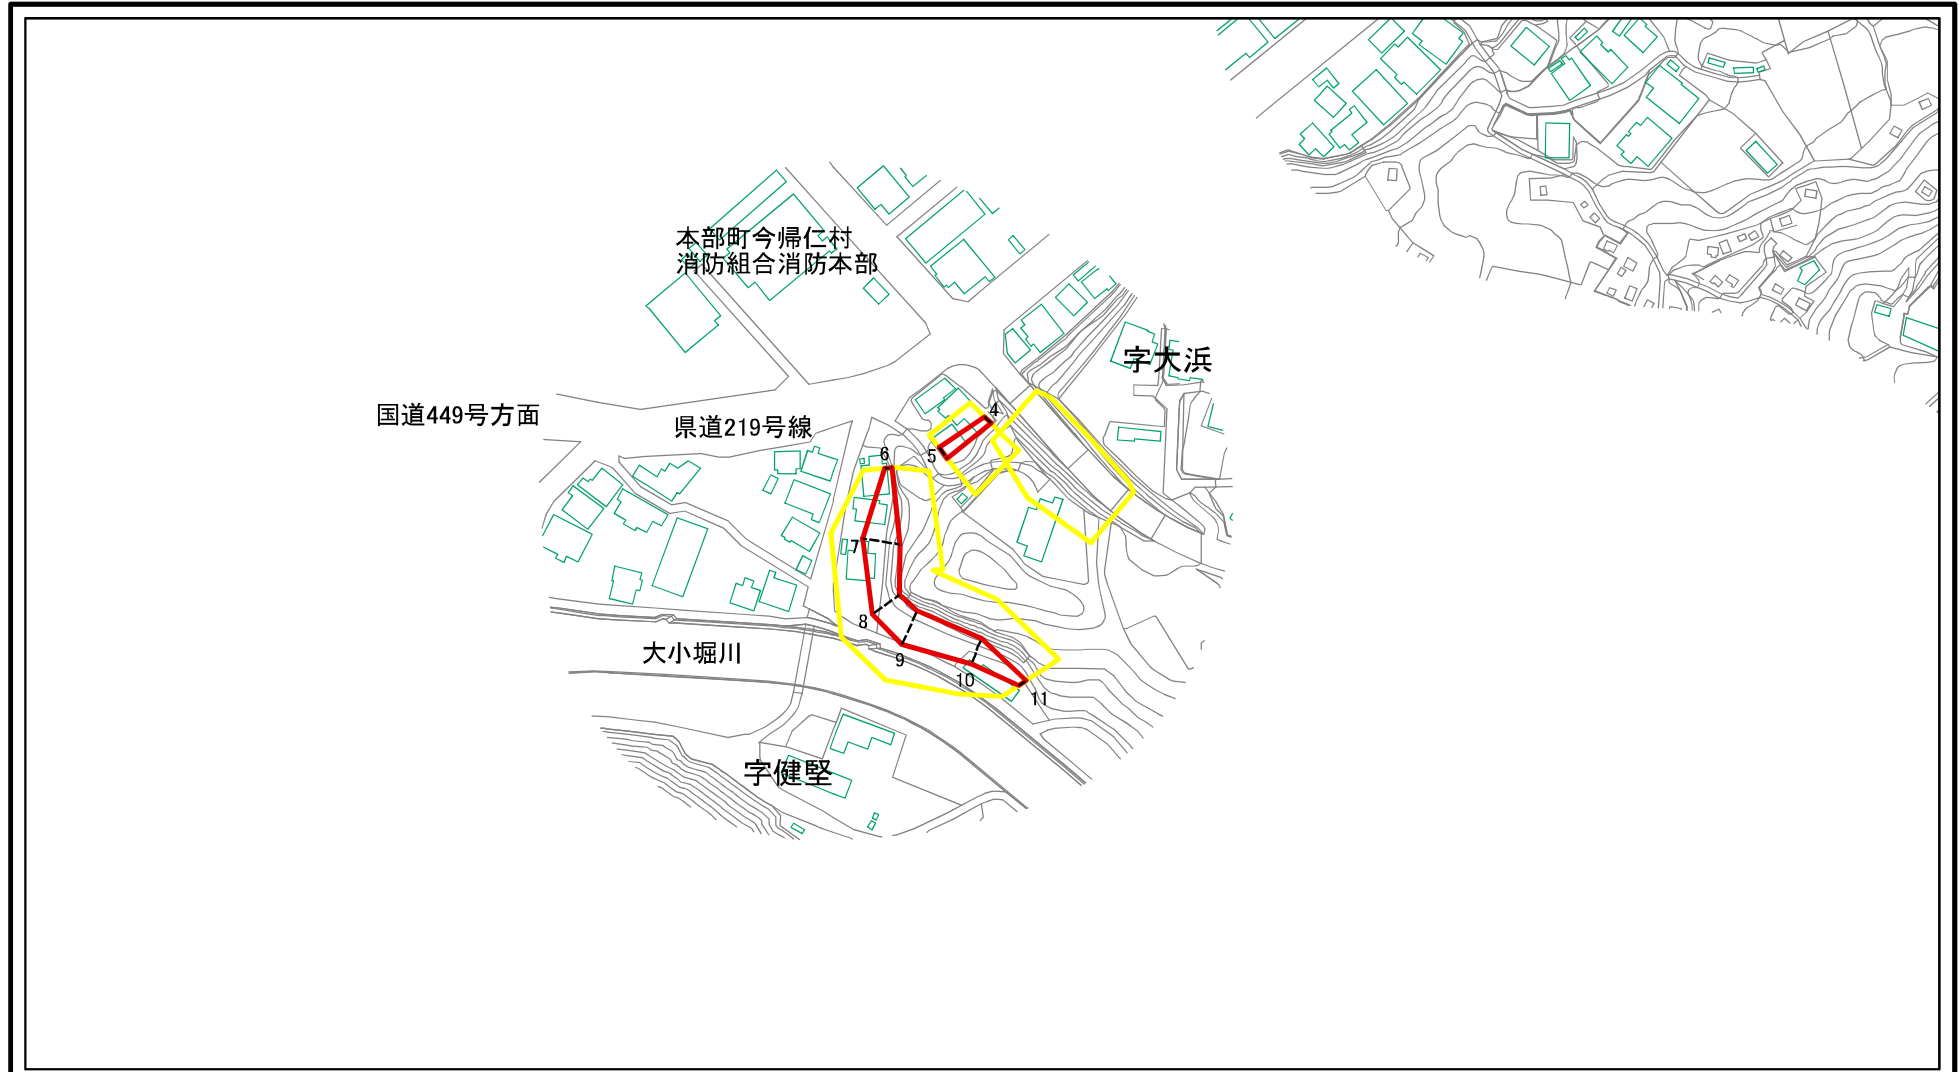 本部町今帰仁村
消防組合消防本部
字大浜
国道449号方面
県道219号線
4
5
6
7
8
9
10
11
大小堀川
字健堅